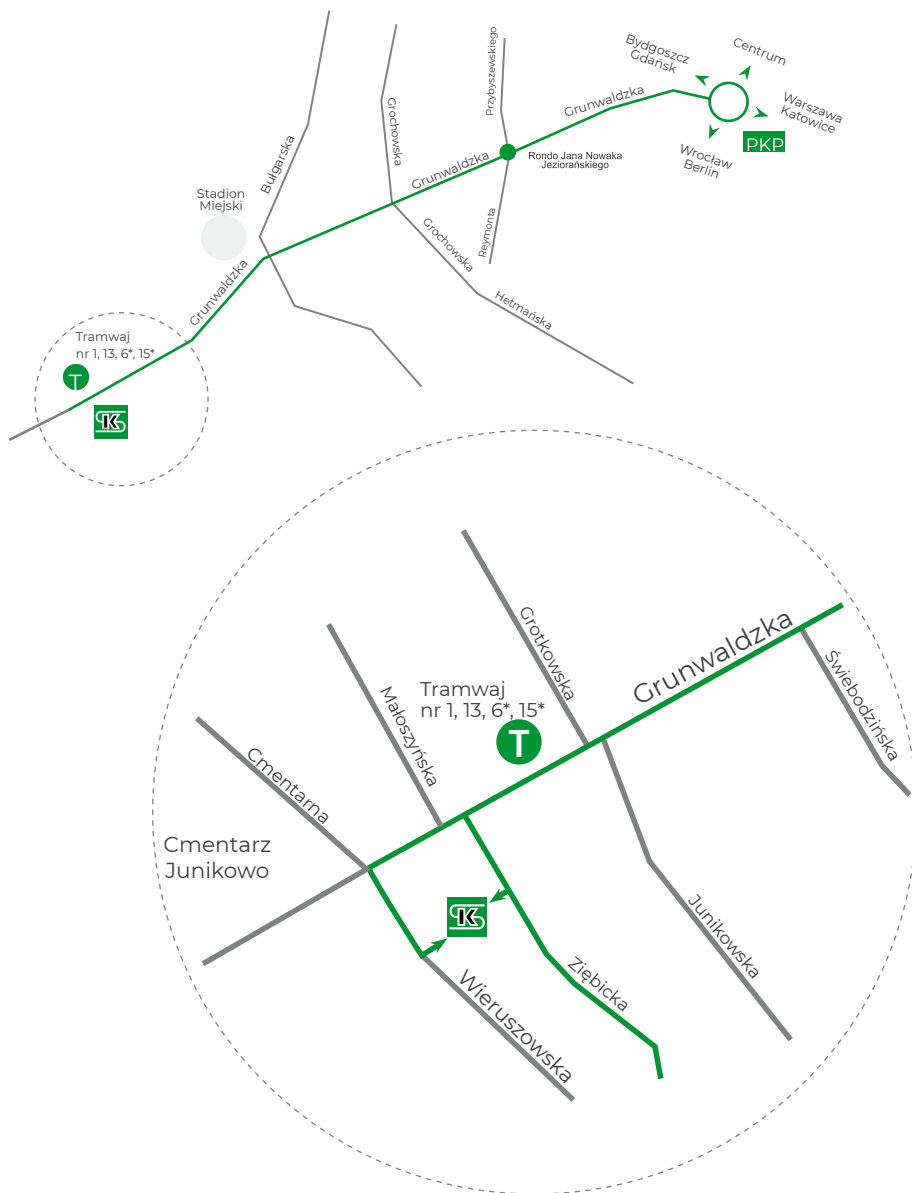 Bydgoszcz
Gdańsk
Centrum
Warszawa
Katowice
PKP
Wrocław
Berlin
Grunwaldzka
Przybyszewskiego
Rondo Jana Nowaka
Jeziorańskiego
Reymonta
Grochowska
Grunwaldzka
Grochowska
Hetmańska
Bułgarska
Stadion
Miejski
Grunwaldzka
Tramwaj
nr 1, 13, 6*, 15*
T
SK
Grotkowska
Grunwaldzka
Świebodzińska
Tramwaj
nr 1, 13, 6*, 15*
T
Małoszyńska
Cmentarna
Cmentarz
Junikowo
SK
Junikowska
Ziębicka
Wieruszowska